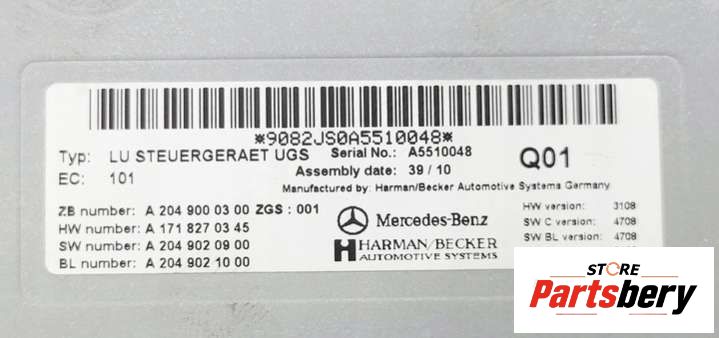 *9082JS0A5510048*
Typ: LU STEUERGERAET UGS Serial No.: A5510048 Q01
EC: 101 Assembly date: 39 / 10
Manufactured by: Harman/Becker Automotive Systems Germany
ZB number: A 204 900 03 00 ZGS : 001 HW version: 3108
HW number: A 171 827 03 45 Mercedes-Benz SW C version: 4708
SW number: A 204 902 09 00 HARMAN/BECKER SW BL version: 4708
BL number: A 204 902 10 00 AUTOMOTIVE SYSTEMS
STORE
Partsbery